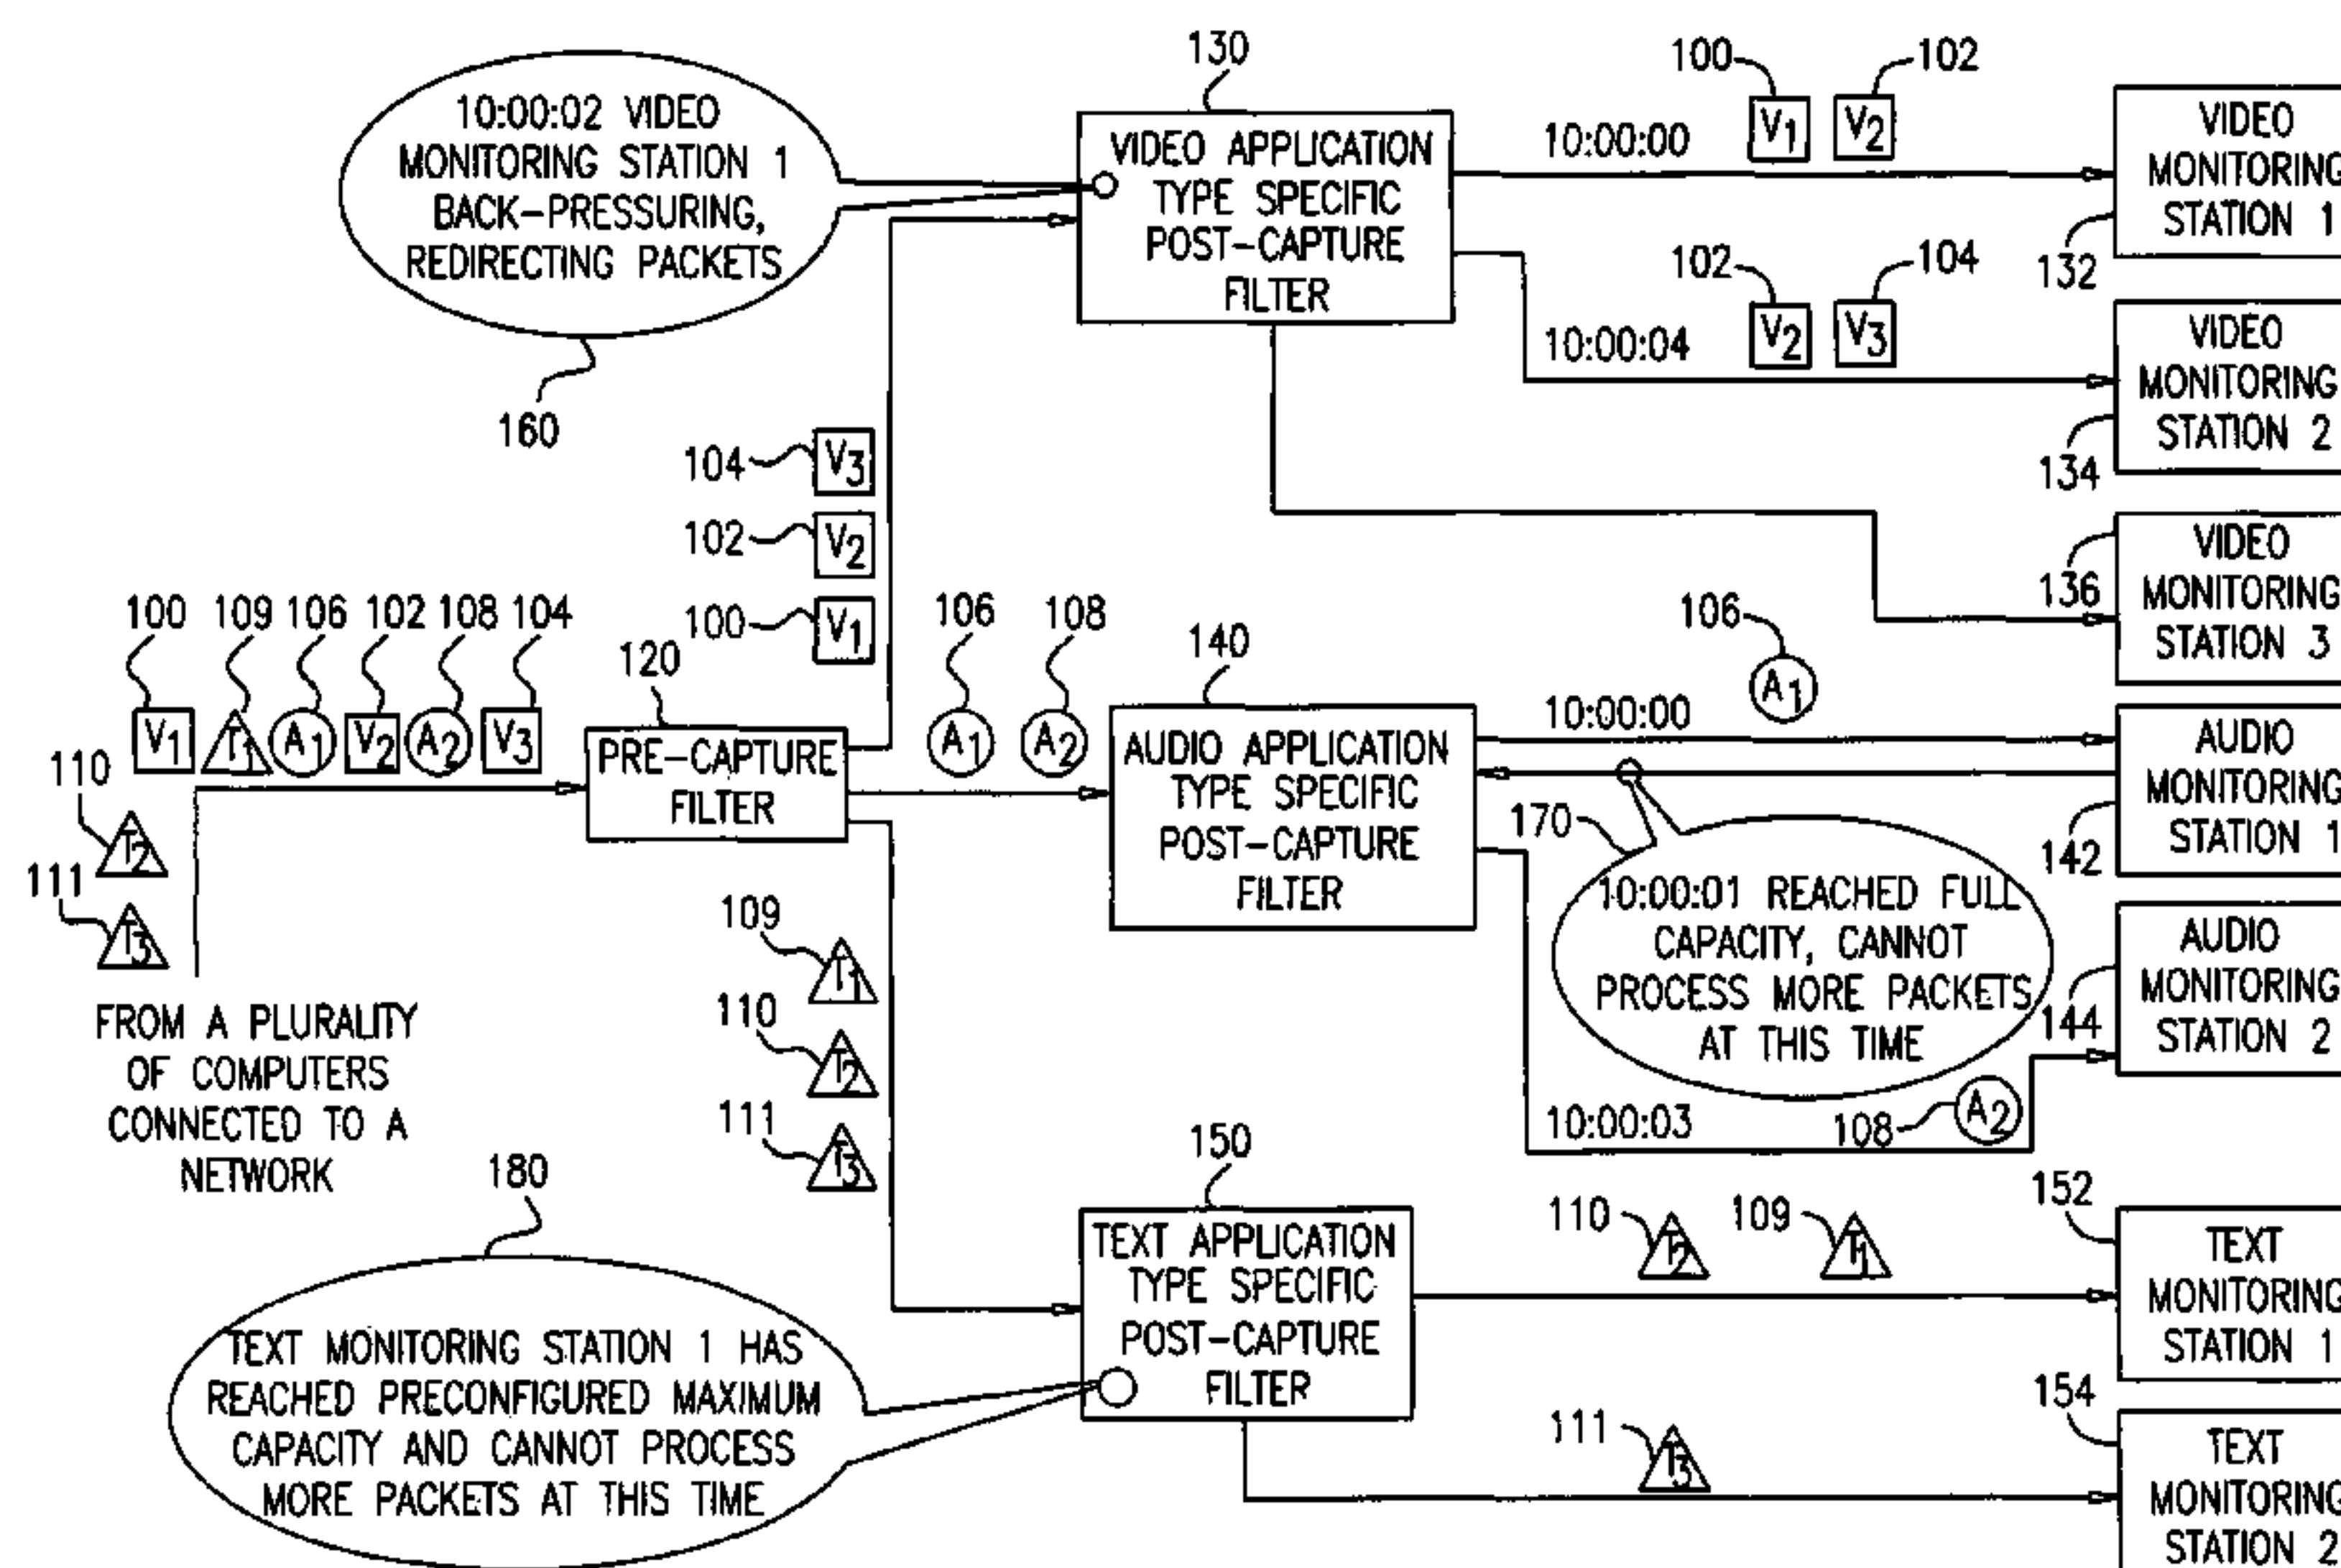 130
100
102
10:00:02 VIDEO
MONITORING STATION 1
BACK-PRESSURING,
REDIRECTING PACKETS
160
VIDEO APPLICATION
TYPE SPECIFIC
POST-CAPTURE
FILTER
10:00:00
V1
V2
VIDEO
MONITORING
STATION 1
132
102
104
10:00:04
V2
V3
VIDEO
MONITORING
STATION 2
134
104
V3
102
V2
100
V1
VIDEO
MONITORING
STATION 3
136
100
109
106
102
108
104
V1
T1
A1
V2
A2
V3
110
T2
111
T3
FROM A PLURALITY
OF COMPUTERS
CONNECTED TO A
NETWORK
120
PRE-CAPTURE
FILTER
106
108
A1
A2
140
AUDIO APPLICATION
TYPE SPECIFIC
POST-CAPTURE
FILTER
106
A1
10:00:00
AUDIO
MONITORING
STATION 1
142
170
10:00:01 REACHED FULL
CAPACITY, CANNOT
PROCESS MORE PACKETS
AT THIS TIME
AUDIO
MONITORING
STATION 2
144
10:00:03
108
A2
109
T1
110
T2
111
T3
180
TEXT MONITORING STATION 1 HAS
REACHED PRECONFIGURED MAXIMUM
CAPACITY AND CANNOT PROCESS
MORE PACKETS AT THIS TIME
150
TEXT APPLICATION
TYPE SPECIFIC
POST-CAPTURE
FILTER
110
T2
109
T1
152
TEXT
MONITORING
STATION 1
111
T3
154
TEXT
MONITORING
STATION 2